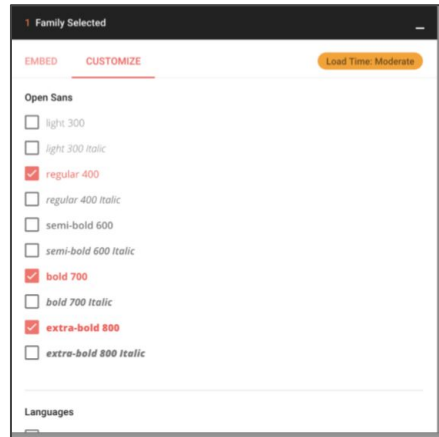 1 Family Selected
EMBED CUSTOMIZE Load Time: Moderate
Open Sans
light 300
light 300 Italic
regular 400
regular 400 Italic
semi-bold 600
semi-bold 600 Italic
bold 700
bold 700 Italic
extra-bold 800
extra-bold 800 Italic
Languages